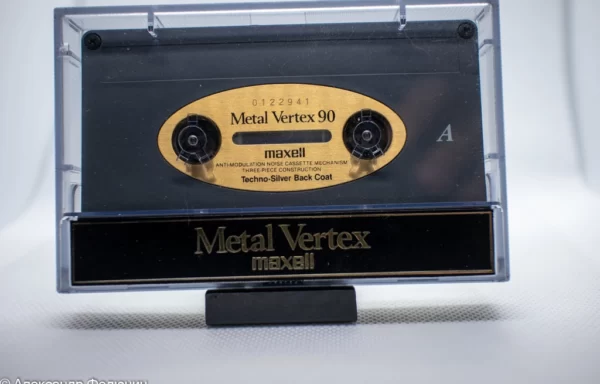 0122941
Metal Vertex 90
maxell
ANTI-MODULATION NOISE CASSETTE MECHANISM
THREE PIECE CONSTRUCTION
Techno-Silver Back Coat
A
Metal Vertex
maxell
© Александр